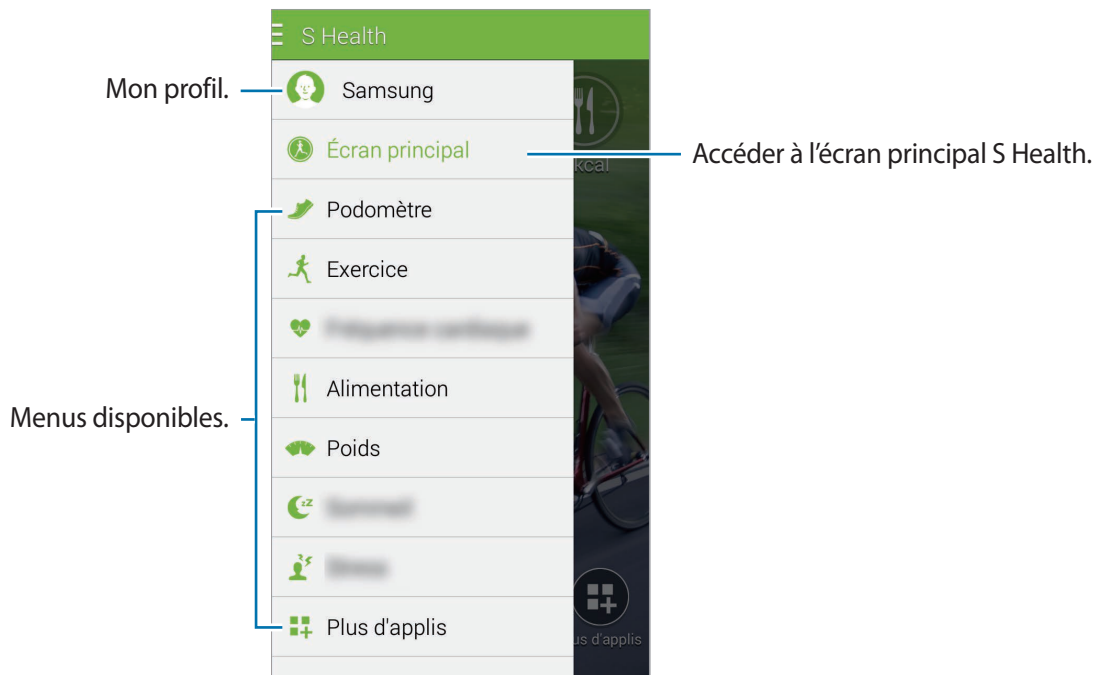 S Health
Mon profil.
Samsung
Écran principal
Accéder à l'écran principal S Health.
kcal
Podomètre
Exercice
Alimentation
Menus disponibles.
Poids
Plus d'applis
us d'applis